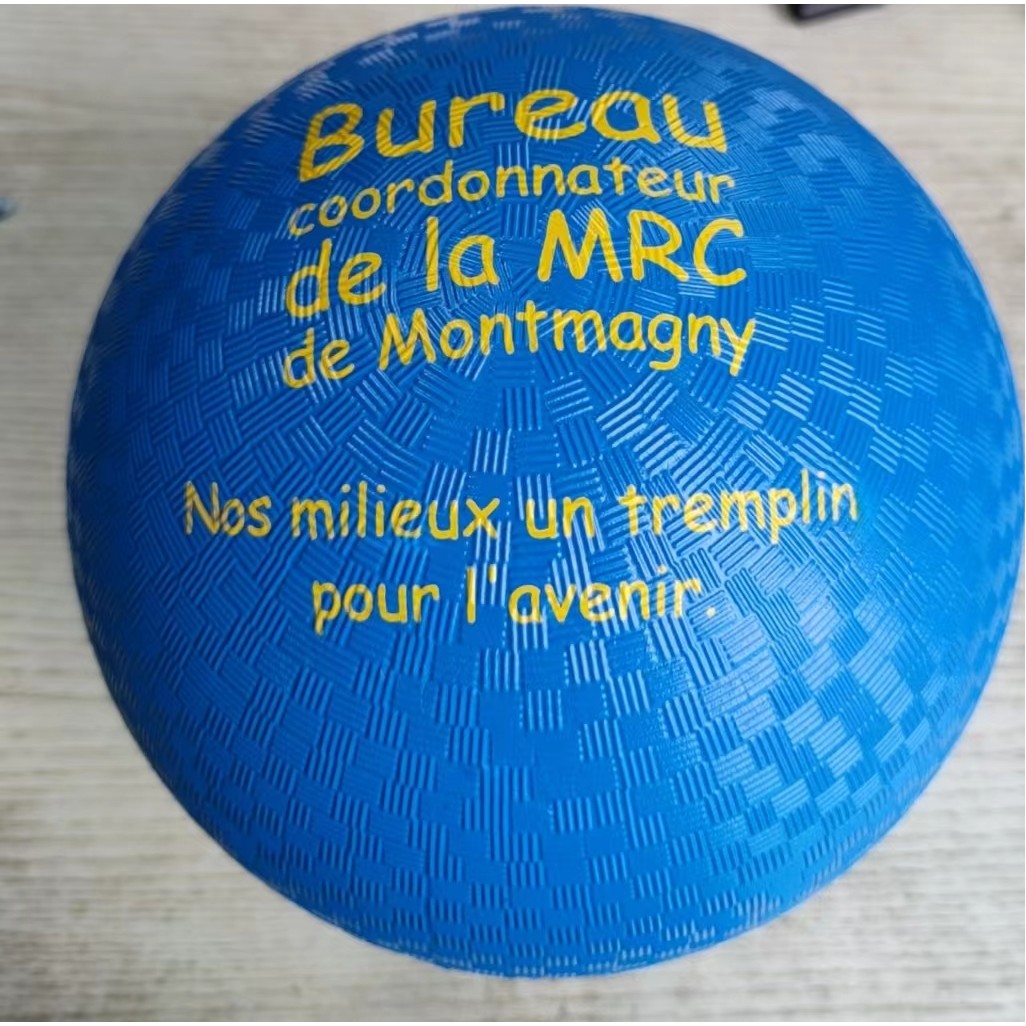 Bureau
coordonnateur
de la MRC
de Montmagny
Nos milieux un tremplin
pour l'avenir.